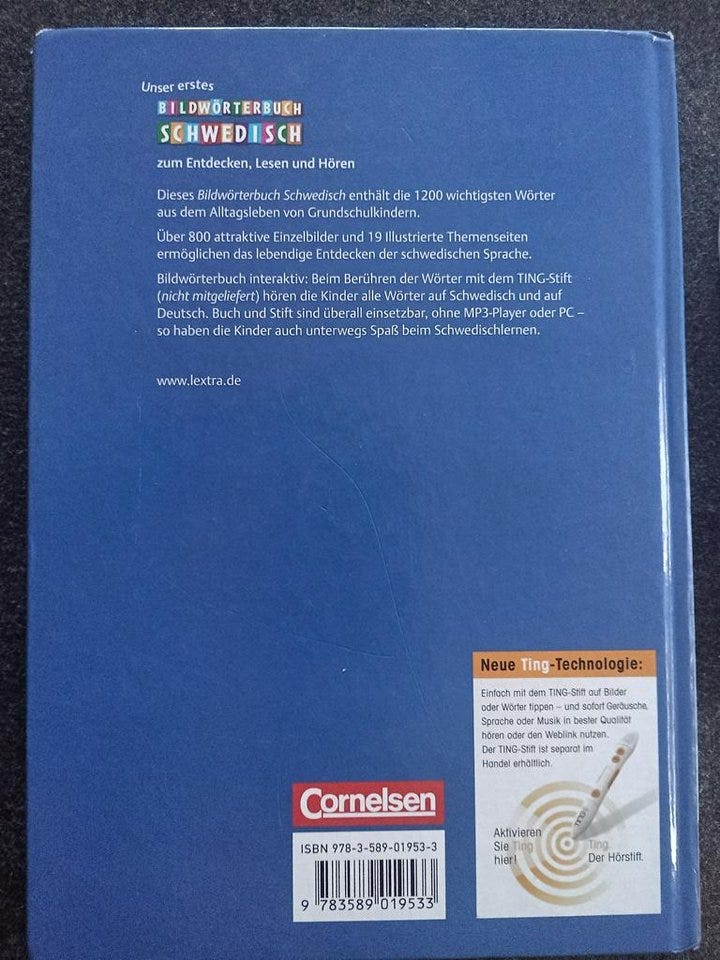 Unser erstes
BILDWÖRTERBUCH
SCHWEDISCH
zum Entdecken, Lesen und Hören
Dieses Bildwörterbuch Schwedisch enthält die 1200 wichtigsten Wörter
aus dem Alltagsleben von Grundschulkindern.
Über 800 attraktive Einzelbilder und 19 Illustrierte Themenseiten
ermöglichen das lebendige Entdecken der schwedischen Sprache.
Bildwörterbuch interaktiv: Beim Berühren der Wörter mit dem TING-Stift
(nicht mitgeliefert) hören die Kinder alle Wörter auf Schwedisch und auf
Deutsch. Buch und Stift sind überall einsetzbar, ohne MP3-Player oder PC –
so haben die Kinder auch unterwegs Spaß beim Schwedischlernen.
www.lextra.de
Neue Ting-Technologie:
Einfach mit dem TING-Stift auf Bilder
oder Wörter tippen – und sofort Geräusche,
Sprache oder Musik in bester Qualität
hören oder den Weblink nutzen.
Der TING-Stift ist separat im
Handel erhältlich.
TING
Aktivieren
Sie Ting
hier!
Ting.
Der Hörstift.
Cornelsen
ISBN 978-3-589-01953-3
9 783589 019533